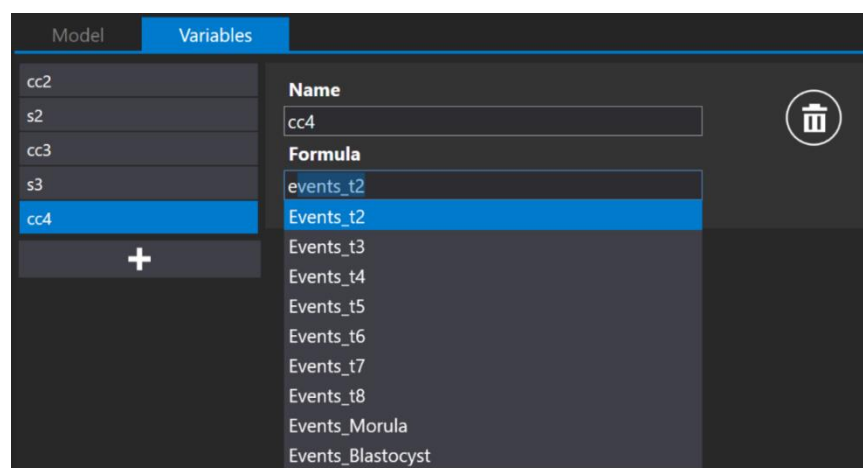 Model Variables
cc2
s2
cc3
s3
cc4
Name
cc4
Formula
events_t2
Events_t2
Events_t3
Events_t4
Events_t5
Events_t6
Events_t7
Events_t8
Events_Morula
Events_Blastocyst